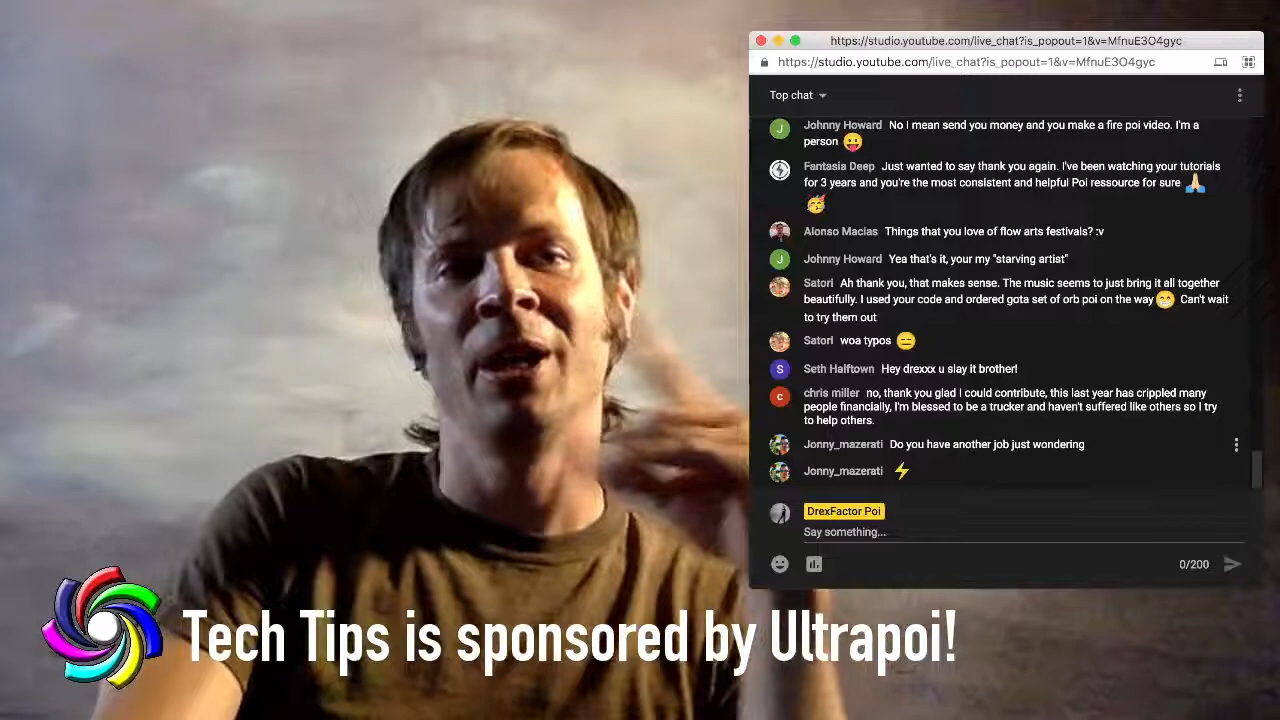 https://studio.youtube.com/live_chat?is_popout=1&v=MfnuE3O4gyc
https://studio.youtube.com/live_chat?is_popout=1&v=MfnuE3O4gyc
Top chat
J Johnny Howard No I mean send you money and you make a fire poi video. I'm a
person 😛
Fantasia Deep Just wanted to say thank you again. I've been watching your tutorials
for 3 years and you're the most consistent and helpful Poi ressource for sure 🙏
🥳
Alonso Macias Things that you love of flow arts festivals? :v
J Johnny Howard Yea that's it, your my "starving artist"
Satori Ah thank you, that makes sense. The music seems to just bring it all together
beautifully. I used your code and ordered gota set of orb poi on the way😁 Can't wait
to try them out
Satori woa typos 😑
S Seth Halftown Hey drexxx u slay it brother!
c chris miller no, thank you glad I could contribute, this last year has crippled many
people financially, I'm blessed to be a trucker and haven't suffered like others so I try
to help others.
Jonny_mazerati Do you have another job just wondering
Jonny_mazerati ⚡
DrexFactor Poi
Say something...
0/200
Tech Tips is sponsored by Ultrapoi!